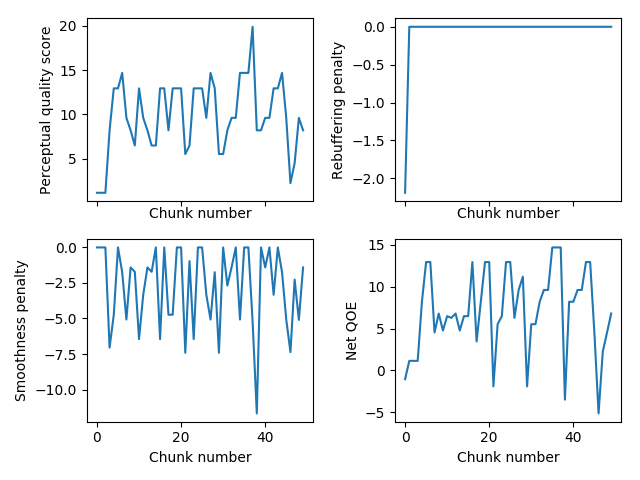 Perceptual quality score
20
15
10
5
Chunk number
Rebuffering penalty
0.0
−0.5
−1.0
−1.5
−2.0
Chunk number
Smoothness penalty
0.0
−2.5
−5.0
−7.5
−10.0
0 20 40
Chunk number
Net QOE
15
10
5
0
−5
0 20 40
Chunk number